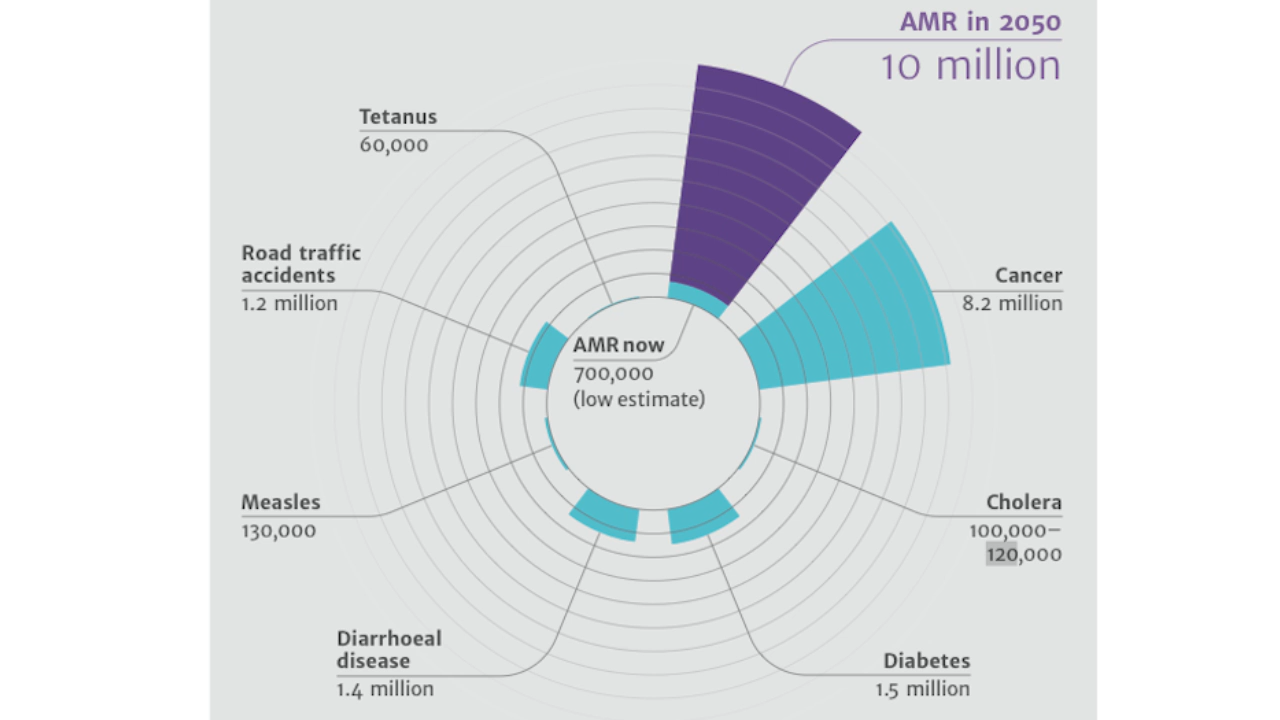 AMR in 2050
10 million
Tetanus
60,000
Road traffic
accidents
1.2 million
Cancer
8.2 million
AMR now
700,000
(low estimate)
Measles
130,000
Cholera
100,000–
120,000
Diarrhoeal
disease
1.4 million
Diabetes
1.5 million